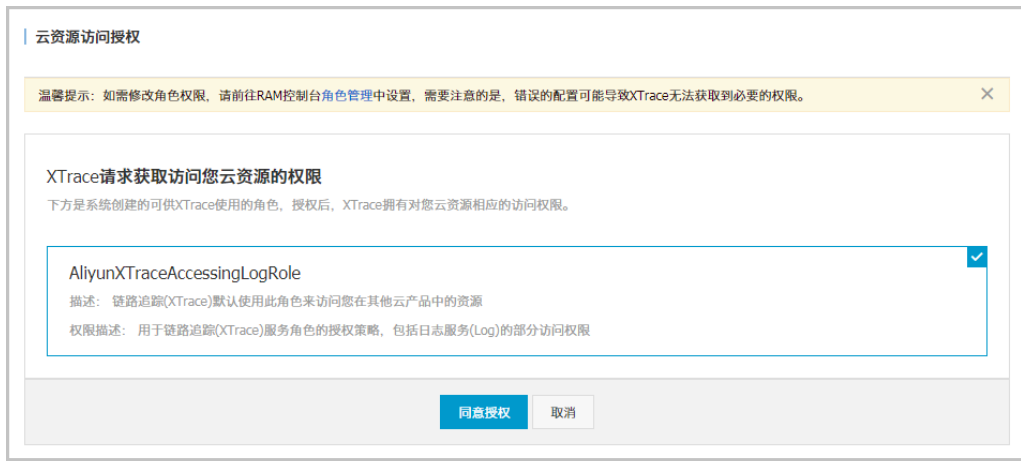 云资源访问授权
温馨提示：如需修改角色权限，请前往RAM控制台角色管理中设置，需要注意的是，错误的配置可能导致XTrace无法获取到必要的权限。
XTrace请求获取访问您云资源的权限
下方是系统创建的可供XTrace使用的角色，授权后，XTrace拥有对您云资源相应的访问权限。
AliyunXTraceAccessingLogRole
描述： 链路追踪(XTrace)默认使用此角色来访问您在其他云产品中的资源
权限描述： 用于链路追踪(XTrace)服务角色的授权策略，包括日志服务(Log)的部分访问权限
同意授权 取消